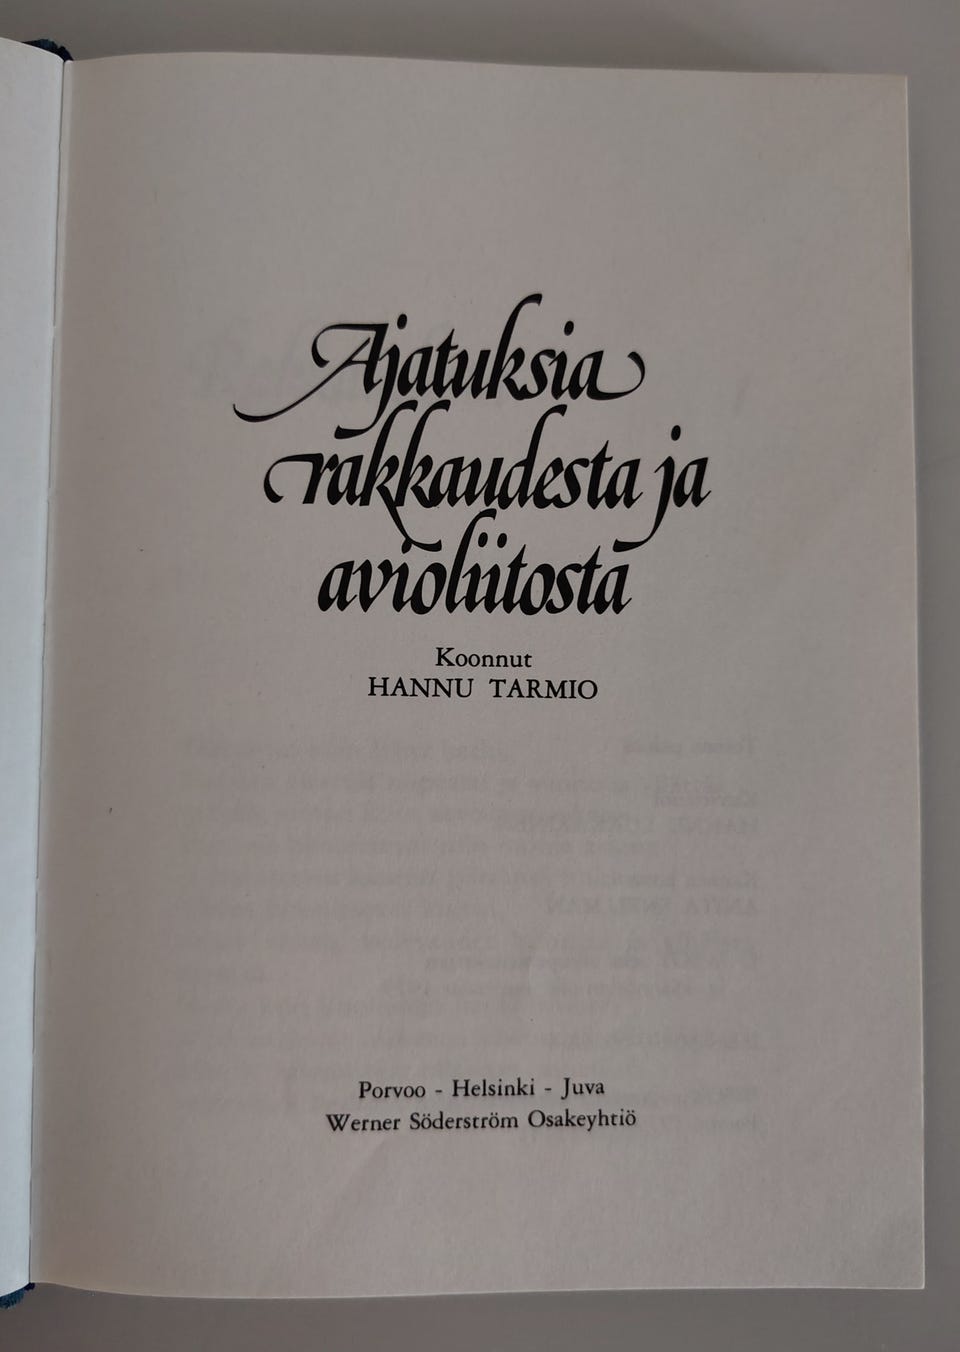 Ajatuksia
rakkaudesta ja
avioliitosta
Koonnut
HANNU TARMIO
Porvoo - Helsinki - Juva
Werner Söderström Osakeyhtiö